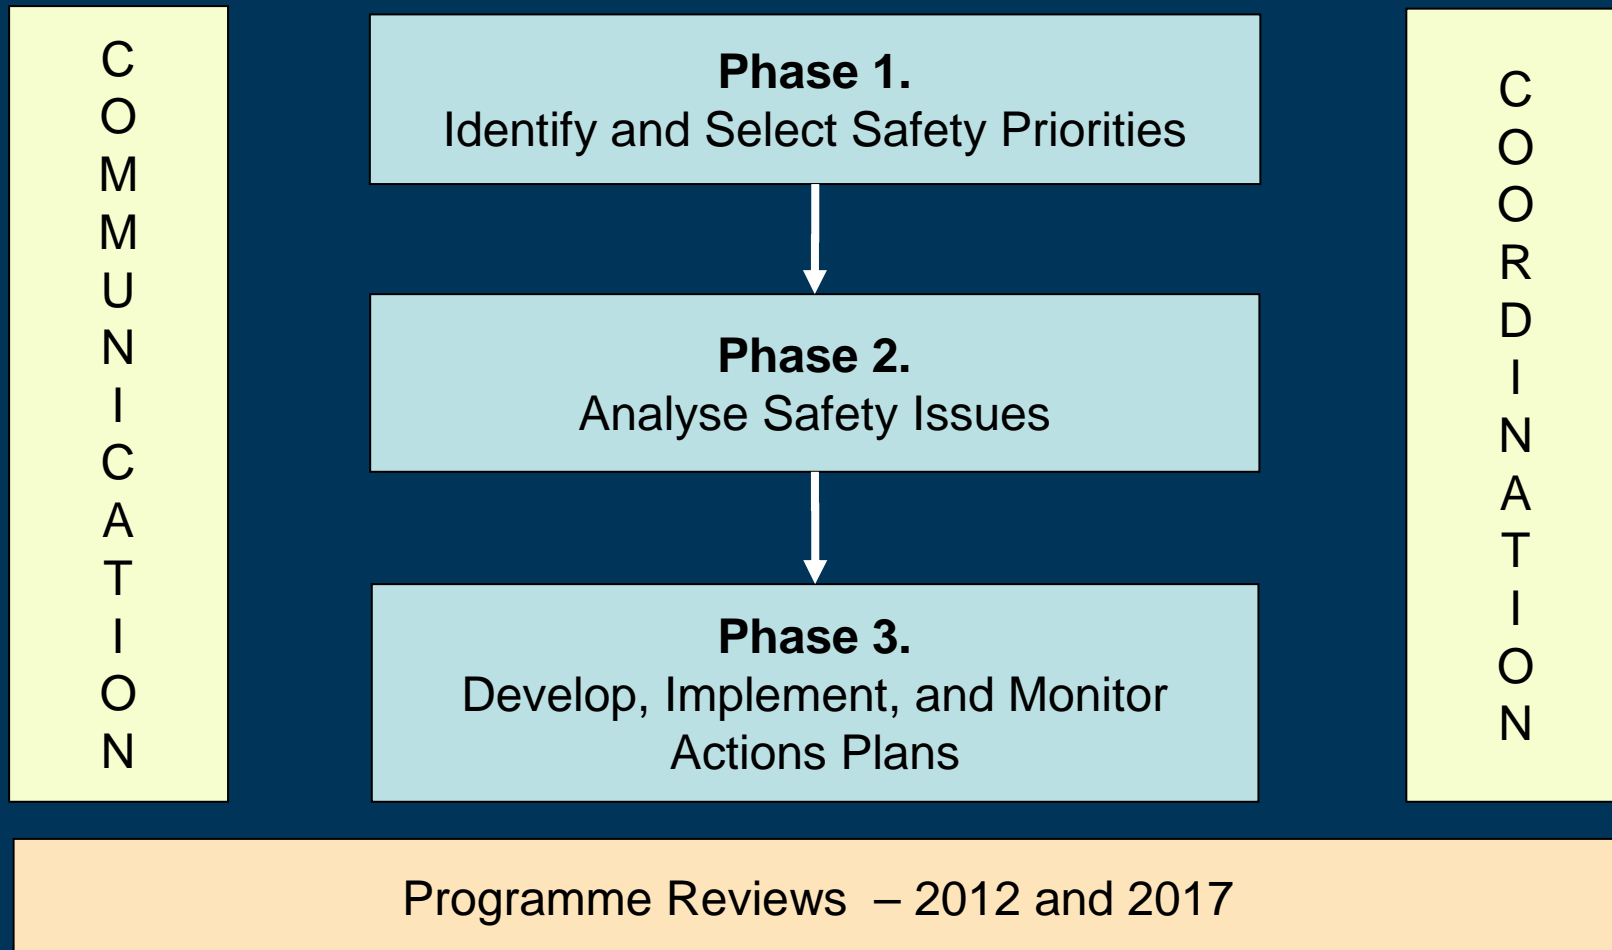 COMMUNICATION
Phase 1.
Identify and Select Safety Priorities
Phase 2.
Analyse Safety Issues
Phase 3.
Develop, Implement, and Monitor
Actions Plans
COORDINATION
Programme Reviews – 2012 and 2017